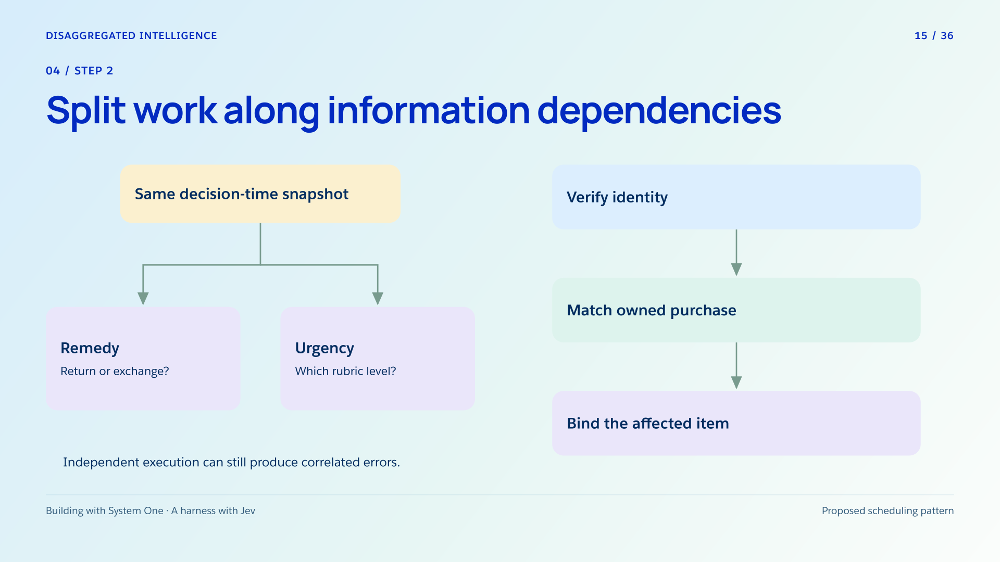 DISAGGREGATED INTELLIGENCE
15 / 36
04 / STEP 2
Split work along information dependencies
Same decision-time snapshot
Remedy
Return or exchange?
Urgency
Which rubric level?
Independent execution can still produce correlated errors.
Verify identity
Match owned purchase
Bind the affected item
Building with System One · A harness with Jev
Proposed scheduling pattern